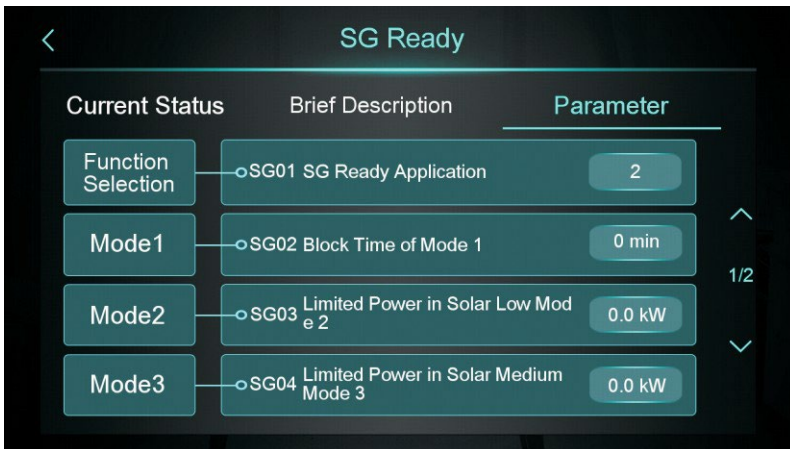 SG Ready
Current Status
Brief Description
Parameter
Function
Selection
SG01 SG Ready Application
2
Mode1
SG02 Block Time of Mode 1
0 min
1/2
Mode2
SG03 Limited Power in Solar Low Mod
e 2
0.0 kW
Mode3
SG04 Limited Power in Solar Medium
Mode 3
0.0 kW